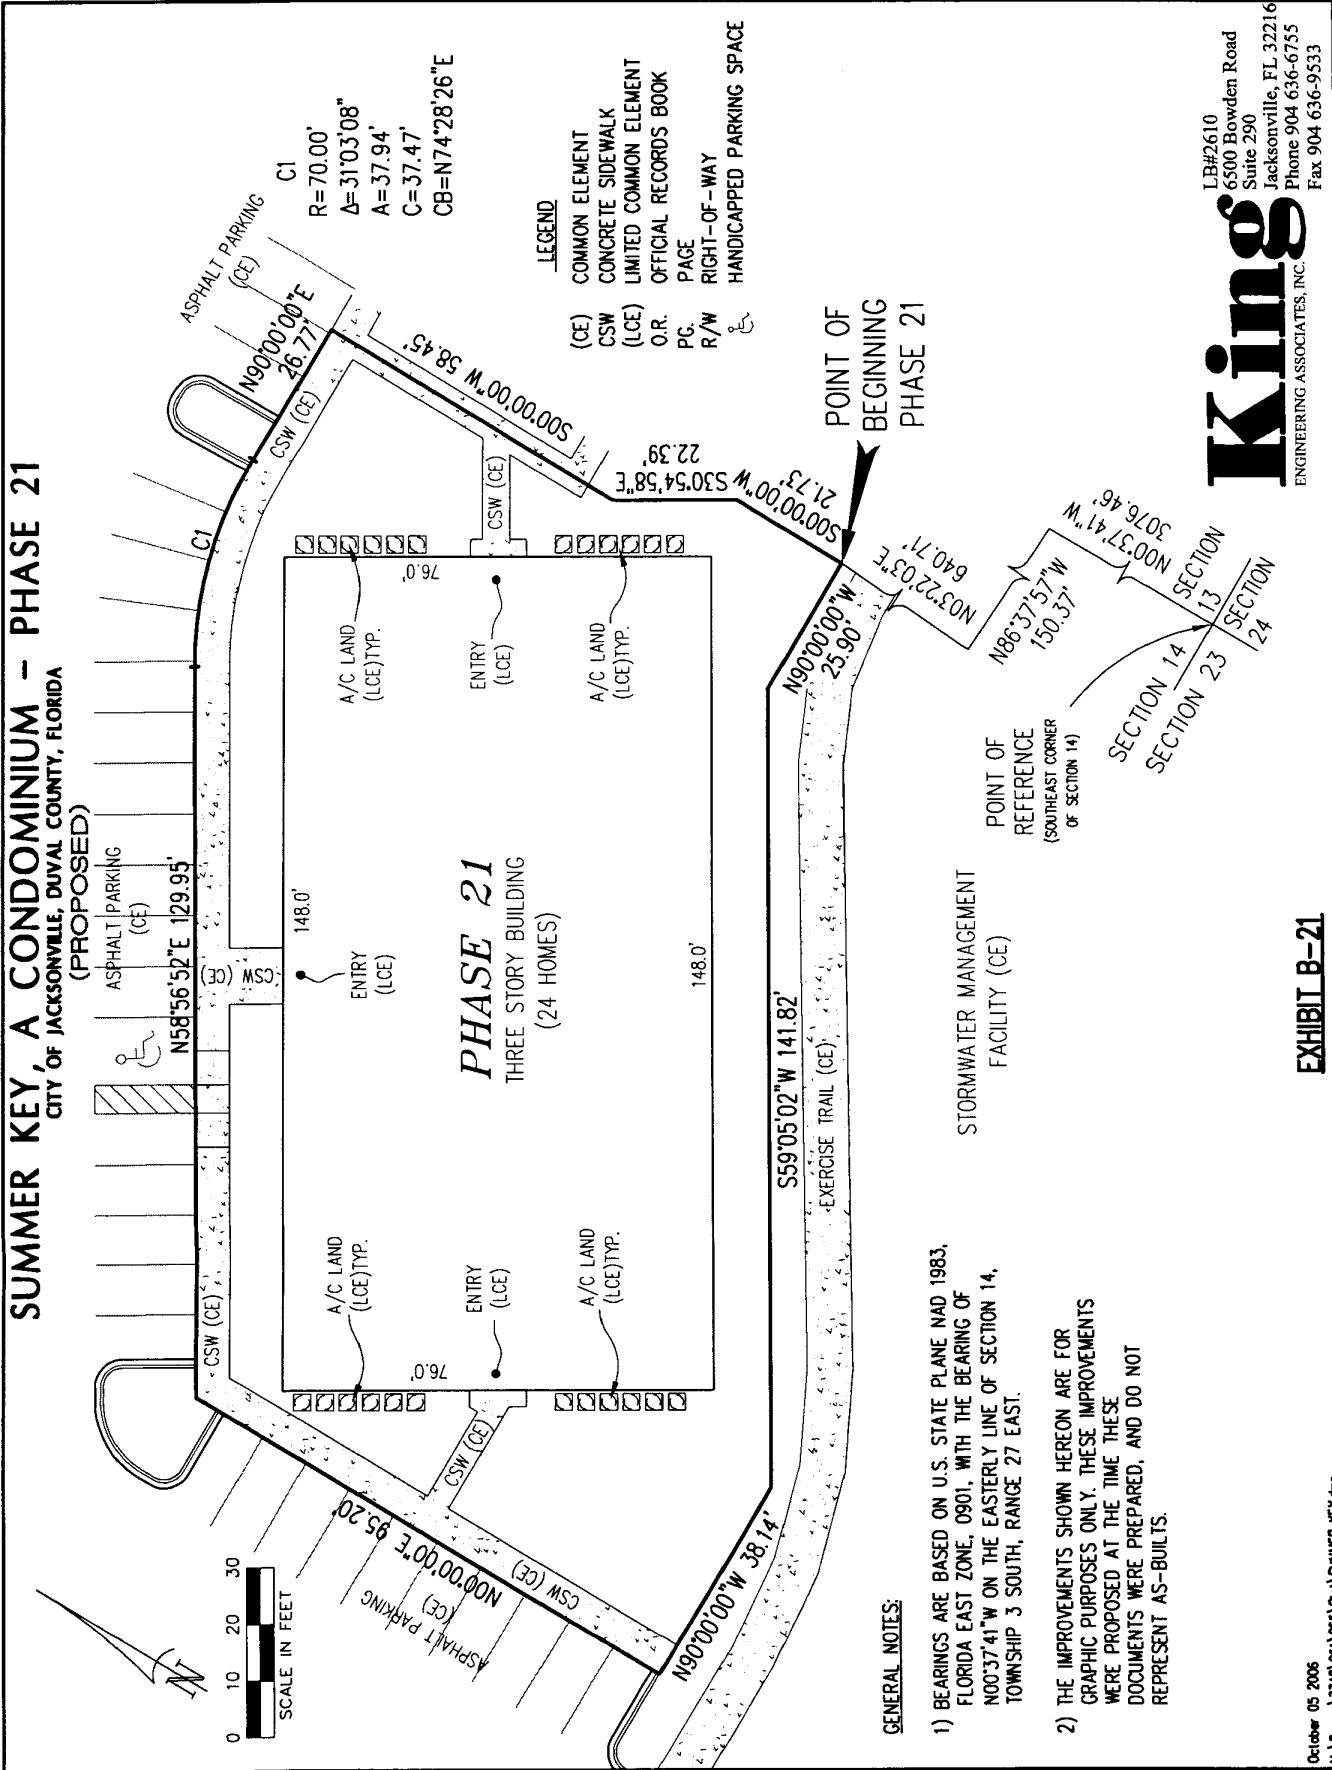 SUMMER KEY, A CONDOMINIUM – PHASE 21
CITY OF JACKSONVILLE, DUVAL COUNTY, FLORIDA
(PROPOSED)
N
0 10 20 30
SCALE IN FEET
ASPHALT PARKING
(CE)
N58°56'52"E 129.95'
CSW (CE)
CSW (CE)
C1
CSW (CE)
N90°00'00"E
26.77'
ASPHALT PARKING
(CE)
C1
R=70.00'
Δ=31°03'08"
A=37.94'
C=37.47'
CB=N74°28'26"E
148.0'
ENTRY
(LCE)
A/C LAND
(LCE)TYP.
A/C LAND
(LCE)TYP.
76.0'
76.0'
ENTRY
(LCE)
ENTRY
(LCE)
PHASE 21
THREE STORY BUILDING
(24 HOMES)
A/C LAND
(LCE)TYP.
A/C LAND
(LCE)TYP.
148.0'
CSW (CE)
CSW (CE)
CSW (CE)
N00°00'00"E 95.20'
ASPHALT PARKING
(CE)
S00°00'00"W 58.45'
S30°54'58"E
22.39'
S00°00'00"W
21.73'
LEGEND
(CE) COMMON ELEMENT
CSW CONCRETE SIDEWALK
(LCE) LIMITED COMMON ELEMENT
O.R. OFFICIAL RECORDS BOOK
PG. PAGE
R/W RIGHT-OF-WAY
HANDICAPPED PARKING SPACE
POINT OF
BEGINNING
PHASE 21
N90°00'00"W 38.14'
S59°05'02"W 141.82'
EXERCISE TRAIL (CE)
N90°00'00"W
25.90'
N03°22'03"E
640.71'
N86°37'57"W
150.37'
N00°37'41"W
3076.46'
SECTION 14
SECTION 13
SECTION 23
SECTION 24
POINT OF
REFERENCE
(SOUTHEAST CORNER
OF SECTION 14)
STORMWATER MANAGEMENT
FACILITY (CE)
GENERAL NOTES:
1) BEARINGS ARE BASED ON U.S. STATE PLANE NAD 1983,
FLORIDA EAST ZONE, 0901, WITH THE BEARING OF
N00°37'41"W ON THE EASTERLY LINE OF SECTION 14,
TOWNSHIP 3 SOUTH, RANGE 27 EAST.
2) THE IMPROVEMENTS SHOWN HEREON ARE FOR
GRAPHIC PURPOSES ONLY. THESE IMPROVEMENTS
WERE PROPOSED AT THE TIME THESE
DOCUMENTS WERE PREPARED, AND DO NOT
REPRESENT AS-BUILTS.
EXHIBIT B-21
King
ENGINEERING ASSOCIATES, INC.
LB#2610
6500 Bowden Road
Suite 290
Jacksonville, FL 32216
Phone 904 636-6755
Fax 904 636-9533
October 05 2006